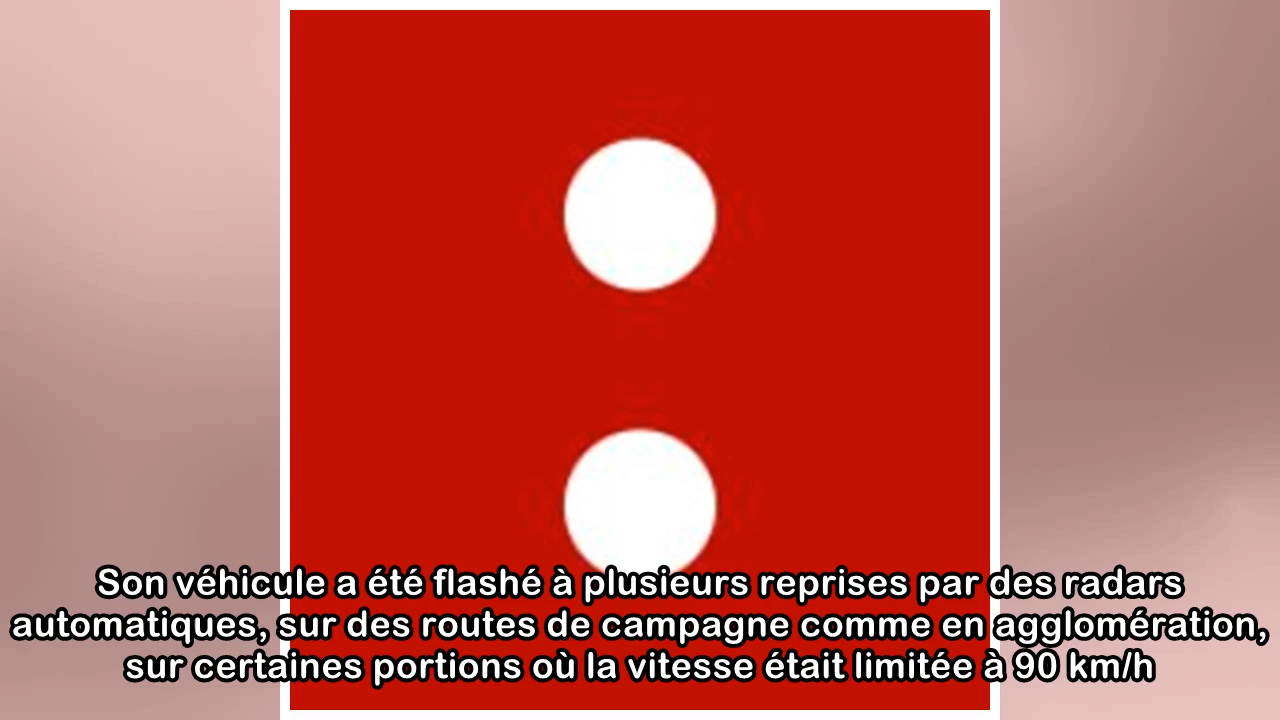 Son véhicule a été flashé à plusieurs reprises par des radars
automatiques, sur des routes de campagne comme en agglomération,
sur certaines portions où la vitesse était limitée à 90 km/h